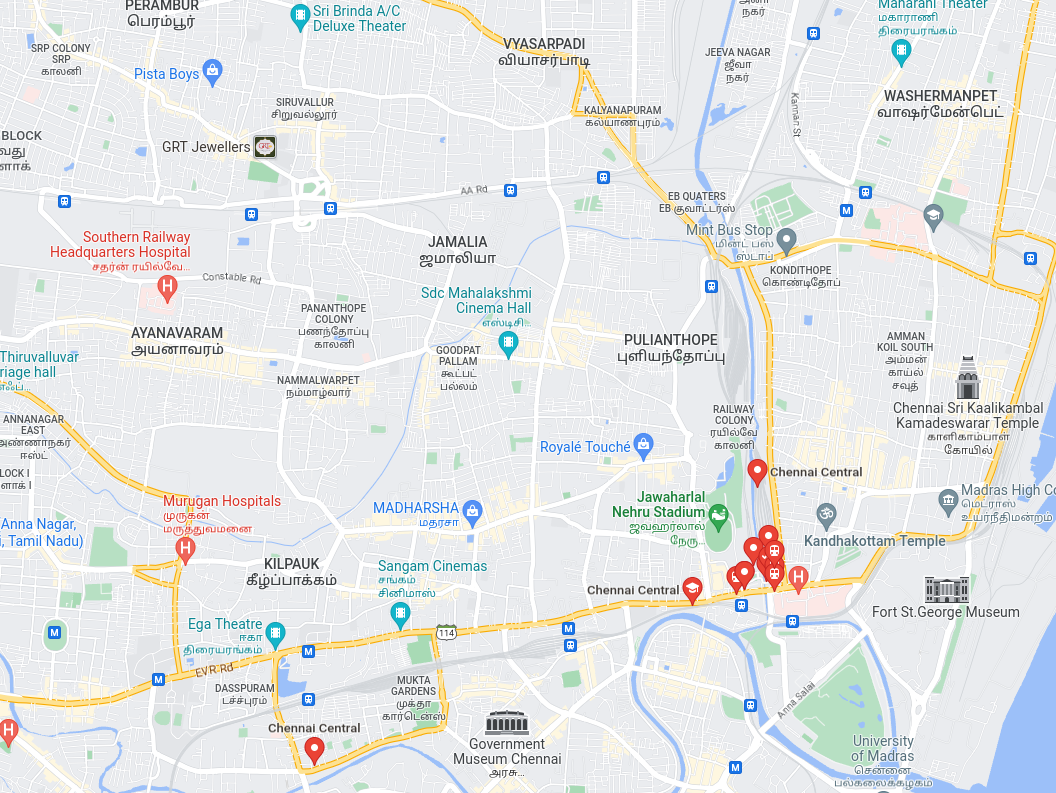 PERAMBUR
பெரம்பூர்
Sri Brinda A/C
Deluxe Theater
நகர்
Maharani Theater
மகாராணி
திரையரங்கம்
SRP COLONY
SRP
காலனி
VYASARPADI
வியாசர்பாடி
JEEVA NAGAR
ஜீவா
நகர்
Pista Boys
SIRUVALLUR
சிறுவல்லூர்
KALYANAPURAM
கல்யாணபுரம்
Kannan St
WASHERMANPET
வாஷர்மேன்பெட்
BLOCK
GRT Jewellers
AA Rd
EB QUATERS
EB குவாட்டர்ஸ்
M
Southern Railway
Headquarters Hospital
சதர்ன் ரயில்வே...
JAMALIA
ஜமாலியா
Mint Bus Stop
மின்ட் பஸ்
ஸ்டாப்
Constable Rd
KONDITHOPE
கொண்டிதோப்
Sdc Mahalakshmi
Cinema Hall
எஸ்டிசி...
PANANTHOPE
COLONY
பணந்தோப்பு
காலனி
AYANAVARAM
அயனாவரம்
PULIANTHOPE
புளியந்தோப்பு
AMMAN
KOIL SOUTH
அம்மன்
காய்ல்
சவுத்
Thiruvalluvar
riage hall
GOODPAT
PALLAM
கூட்பட்
பல்லம்
NAMMALWARPET
நம்மாழ்வார்
Chennai Sri Kaalikambal
Kamadeswarar Temple
காளிகாம்பாள்
கோயில்
ANNANAGAR
EAST
அண்ணாநகர்
ஈஸ்ட்
RAILWAY
COLONY
ரயில்வே
காலனி
Royalé Touché
LOCK I
ளாக் I
Chennai Central
Murugan Hospitals
முருகன்
மருத்துவமனை
MADHARSHA
மதரசா
Jawaharlal
Nehru Stadium
ஜவஹர்லால்
நேரு...
Madras High Co
மெட்ராஸ்
உயர்நீதிமன்றம்
Anna Nagar,
i, Tamil Nadu)
Kandhakottam Temple
KILPAUK
கீழ்ப்பாக்கம்
Sangam Cinemas
சங்கம்
சினிமாஸ்
Chennai Central
Fort St.George Museum
Ega Theatre
ஈகா
திரையரங்கம்
M
114
M
M
EVR Rd
M
DASSPURAM
டச்ச்புரம்
MUKTA
GARDENS
முக்தா
கார்டென்ஸ்
Anna Salai
Chennai Central
Government
Museum Chennai
அரசு...
University
of Madras
சென்னை
பல்கலைக்கழகம்
M